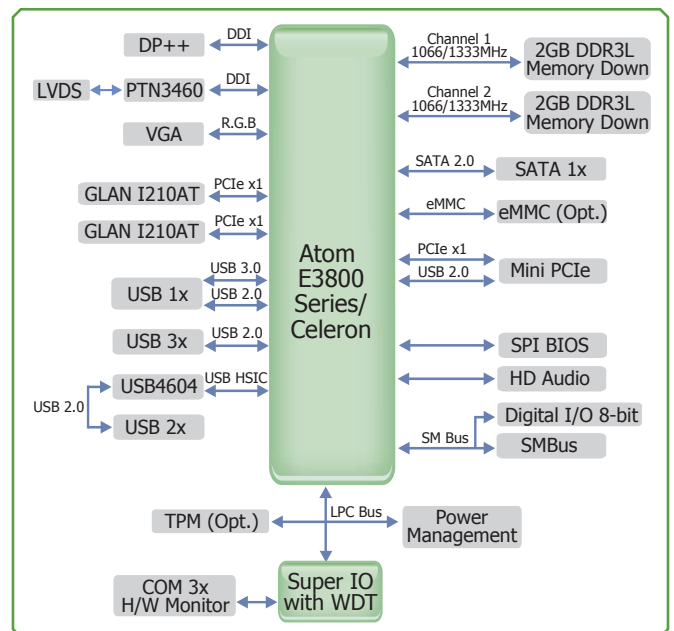 DP++
DDI
LVDS
PTN3460
DDI
VGA
R.G.B
GLAN I210AT
PCIe x1
GLAN I210AT
PCIe x1
USB 1x
USB 3.0
USB 2.0
USB 3x
USB 2.0
USB4604
USB HSIC
USB 2.0
USB 2x
Atom
E3800
Series/
Celeron
Channel 1
1066/1333MHz
2GB DDR3L
Memory Down
Channel 2
1066/1333MHz
2GB DDR3L
Memory Down
SATA 2.0
SATA 1x
eMMC
eMMC (Opt.)
PCIe x1
USB 2.0
Mini PCIe
SPI BIOS
HD Audio
Digital I/O 8-bit
SM Bus
SMBus
TPM (Opt.)
LPC Bus
Power
Management
COM 3x
H/W Monitor
Super IO
with WDT